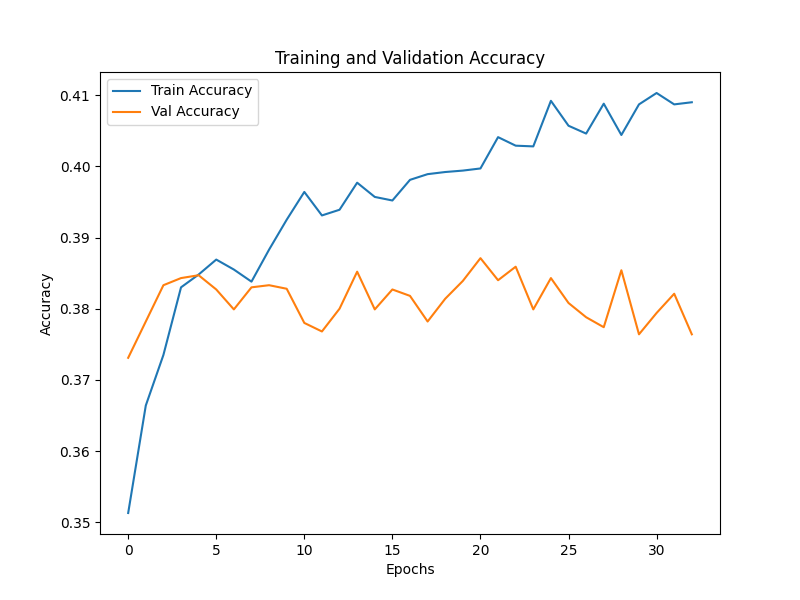 Training and Validation Accuracy
Train Accuracy
Val Accuracy
0.41
0.40
0.39
0.38
0.37
0.36
0.35
Accuracy
0 5 10 15 20 25 30
Epochs